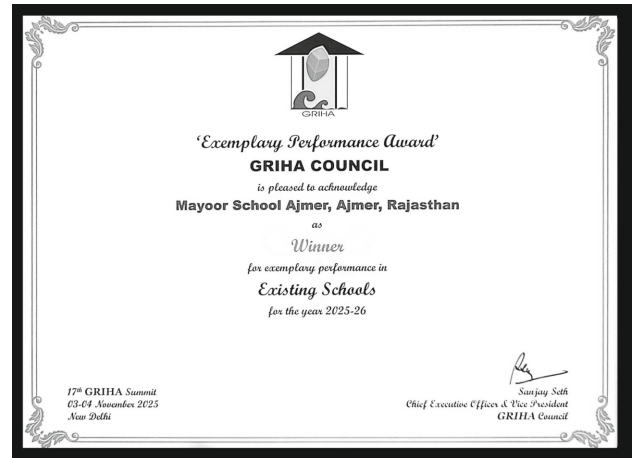 GRIHA
‘Exemplary Performance Award’
GRIHA COUNCIL
is pleased to acknowledge
Mayoor School Ajmer, Ajmer, Rajasthan
as
Winner
for exemplary performance in
Existing Schools
for the year 2025-26
17th GRIHA Summit
03-04 November 2025
New Delhi
Sanjay Seth
Chief Executive Officer & Vice President
GRIHA Council